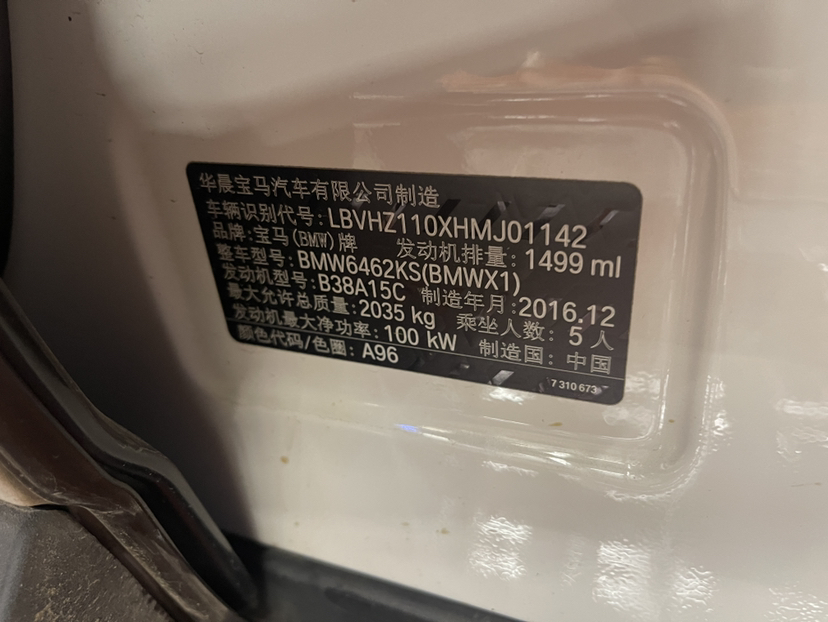 华晨宝马汽车有限公司制造
车辆识别代号: LBVHZ110XHMJ01142
品牌: 宝马(BMW)牌 发动机排量: 1499 ml
整车型号: BMW6462KS(BMWX1)
发动机型号: B38A15C 制造年月: 2016.12
最大允许总质量: 2035 kg 乘坐人数: 5 人
发动机最大净功率: 100 kW 制造国: 中国
颜色代码/色圈: A96
7 310 673